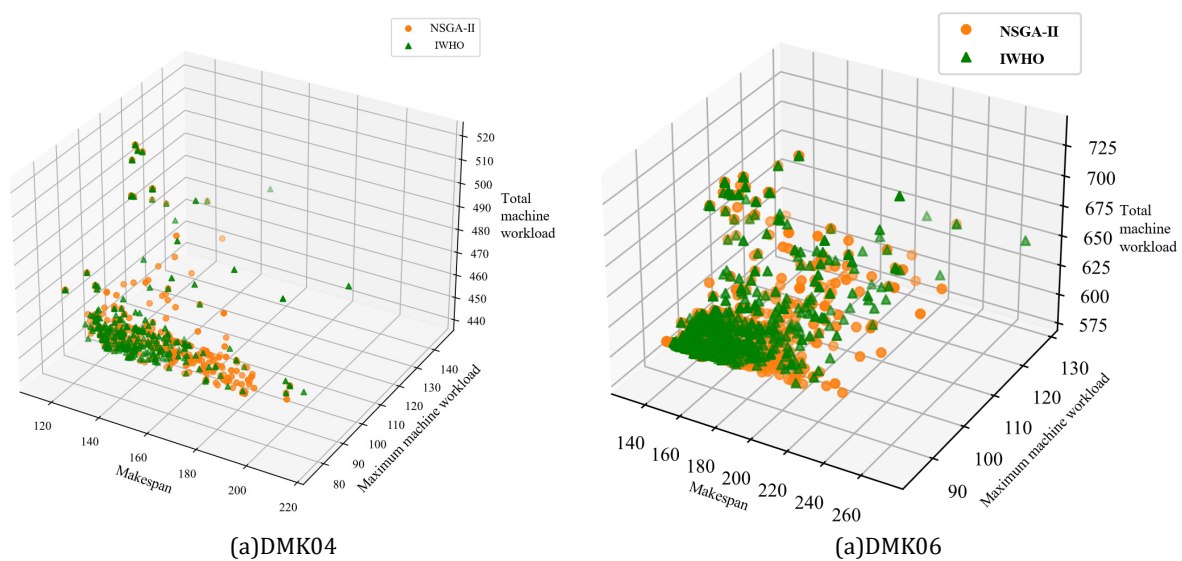 NSGA-II
IWHO
520
510
500
490
480
470
460
450
440
Total
machine
workload
140
130
120
110
100
90
80
Maximum machine workload
120
140
160
180
200
220
Makespan
(a)DMK04
NSGA-II
IWHO
725
700
675
650
625
600
575
Total
machine
workload
130
120
110
100
90
Maximum machine workload
140
160
180
200
220
240
260
Makespan
(a)DMK06